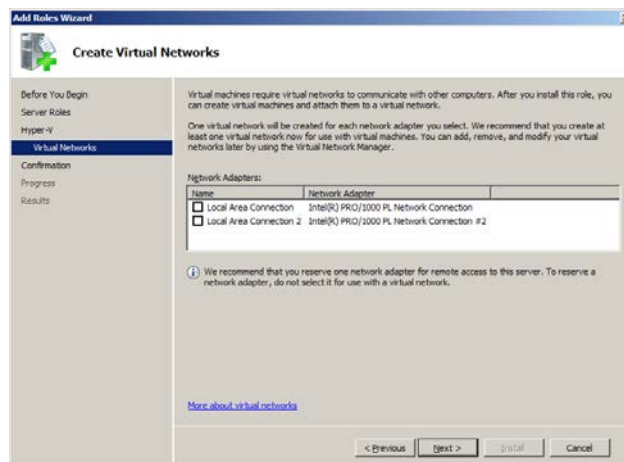 Add Roles Wizard
Create Virtual Networks
Before You Begin
Server Roles
Hyper-V
Virtual Networks
Confirmation
Progress
Results
Virtual machines require virtual networks to communicate with other computers. After you install this role, you
can create virtual machines and attach them to a virtual network.
One virtual network will be created for each network adapter you select. We recommend that you create at
least one virtual network now for use with virtual machines. You can add, remove, and modify your virtual
networks later by using the Virtual Network Manager.
Network Adapters:
Name Network Adapter
Local Area Connection Intel(R) PRO/1000 PL Network Connection
Local Area Connection 2 Intel(R) PRO/1000 PL Network Connection #2
We recommend that you reserve one network adapter for remote access to this server. To reserve a
network adapter, do not select it for use with a virtual network.
More about virtual networks
< Previous Next > Install Cancel